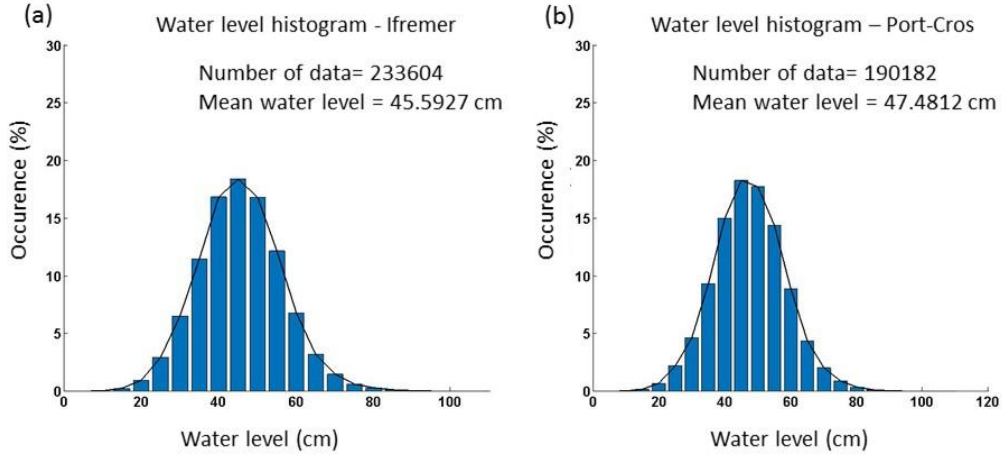 (a)
Water level histogram - Ifremer
30
Number of data= 233604
Mean water level = 45.5927 cm
25
20
15
10
5
0
Occurence (%)
0 20 40 60 80 100
Water level (cm)
(b)
Water level histogram – Port-Cros
30
Number of data= 190182
Mean water level = 47.4812 cm
25
20
15
10
5
0
Occurence (%)
0 20 40 60 80 100 120
Water level (cm)